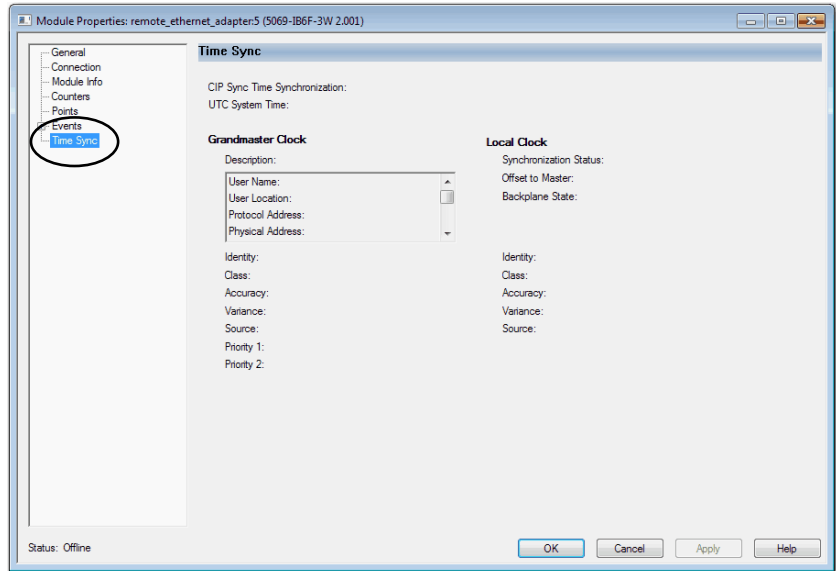 Module Properties: remote_ethernet_adapter:5 (5069-IB6F-3W 2.001)
General
Connection
Module Info
Counters
Points
Events
Time Sync
Time Sync
CIP Sync Time Synchronization:
UTC System Time:
Grandmaster Clock
Description:
User Name:
User Location:
Protocol Address:
Physical Address:
Identity:
Class:
Accuracy:
Variance:
Source:
Priority 1:
Priority 2:
Local Clock
Synchronization Status:
Offset to Master:
Backplane State:
Identity:
Class:
Accuracy:
Variance:
Source:
Status: Offline
OK
Cancel
Apply
Help